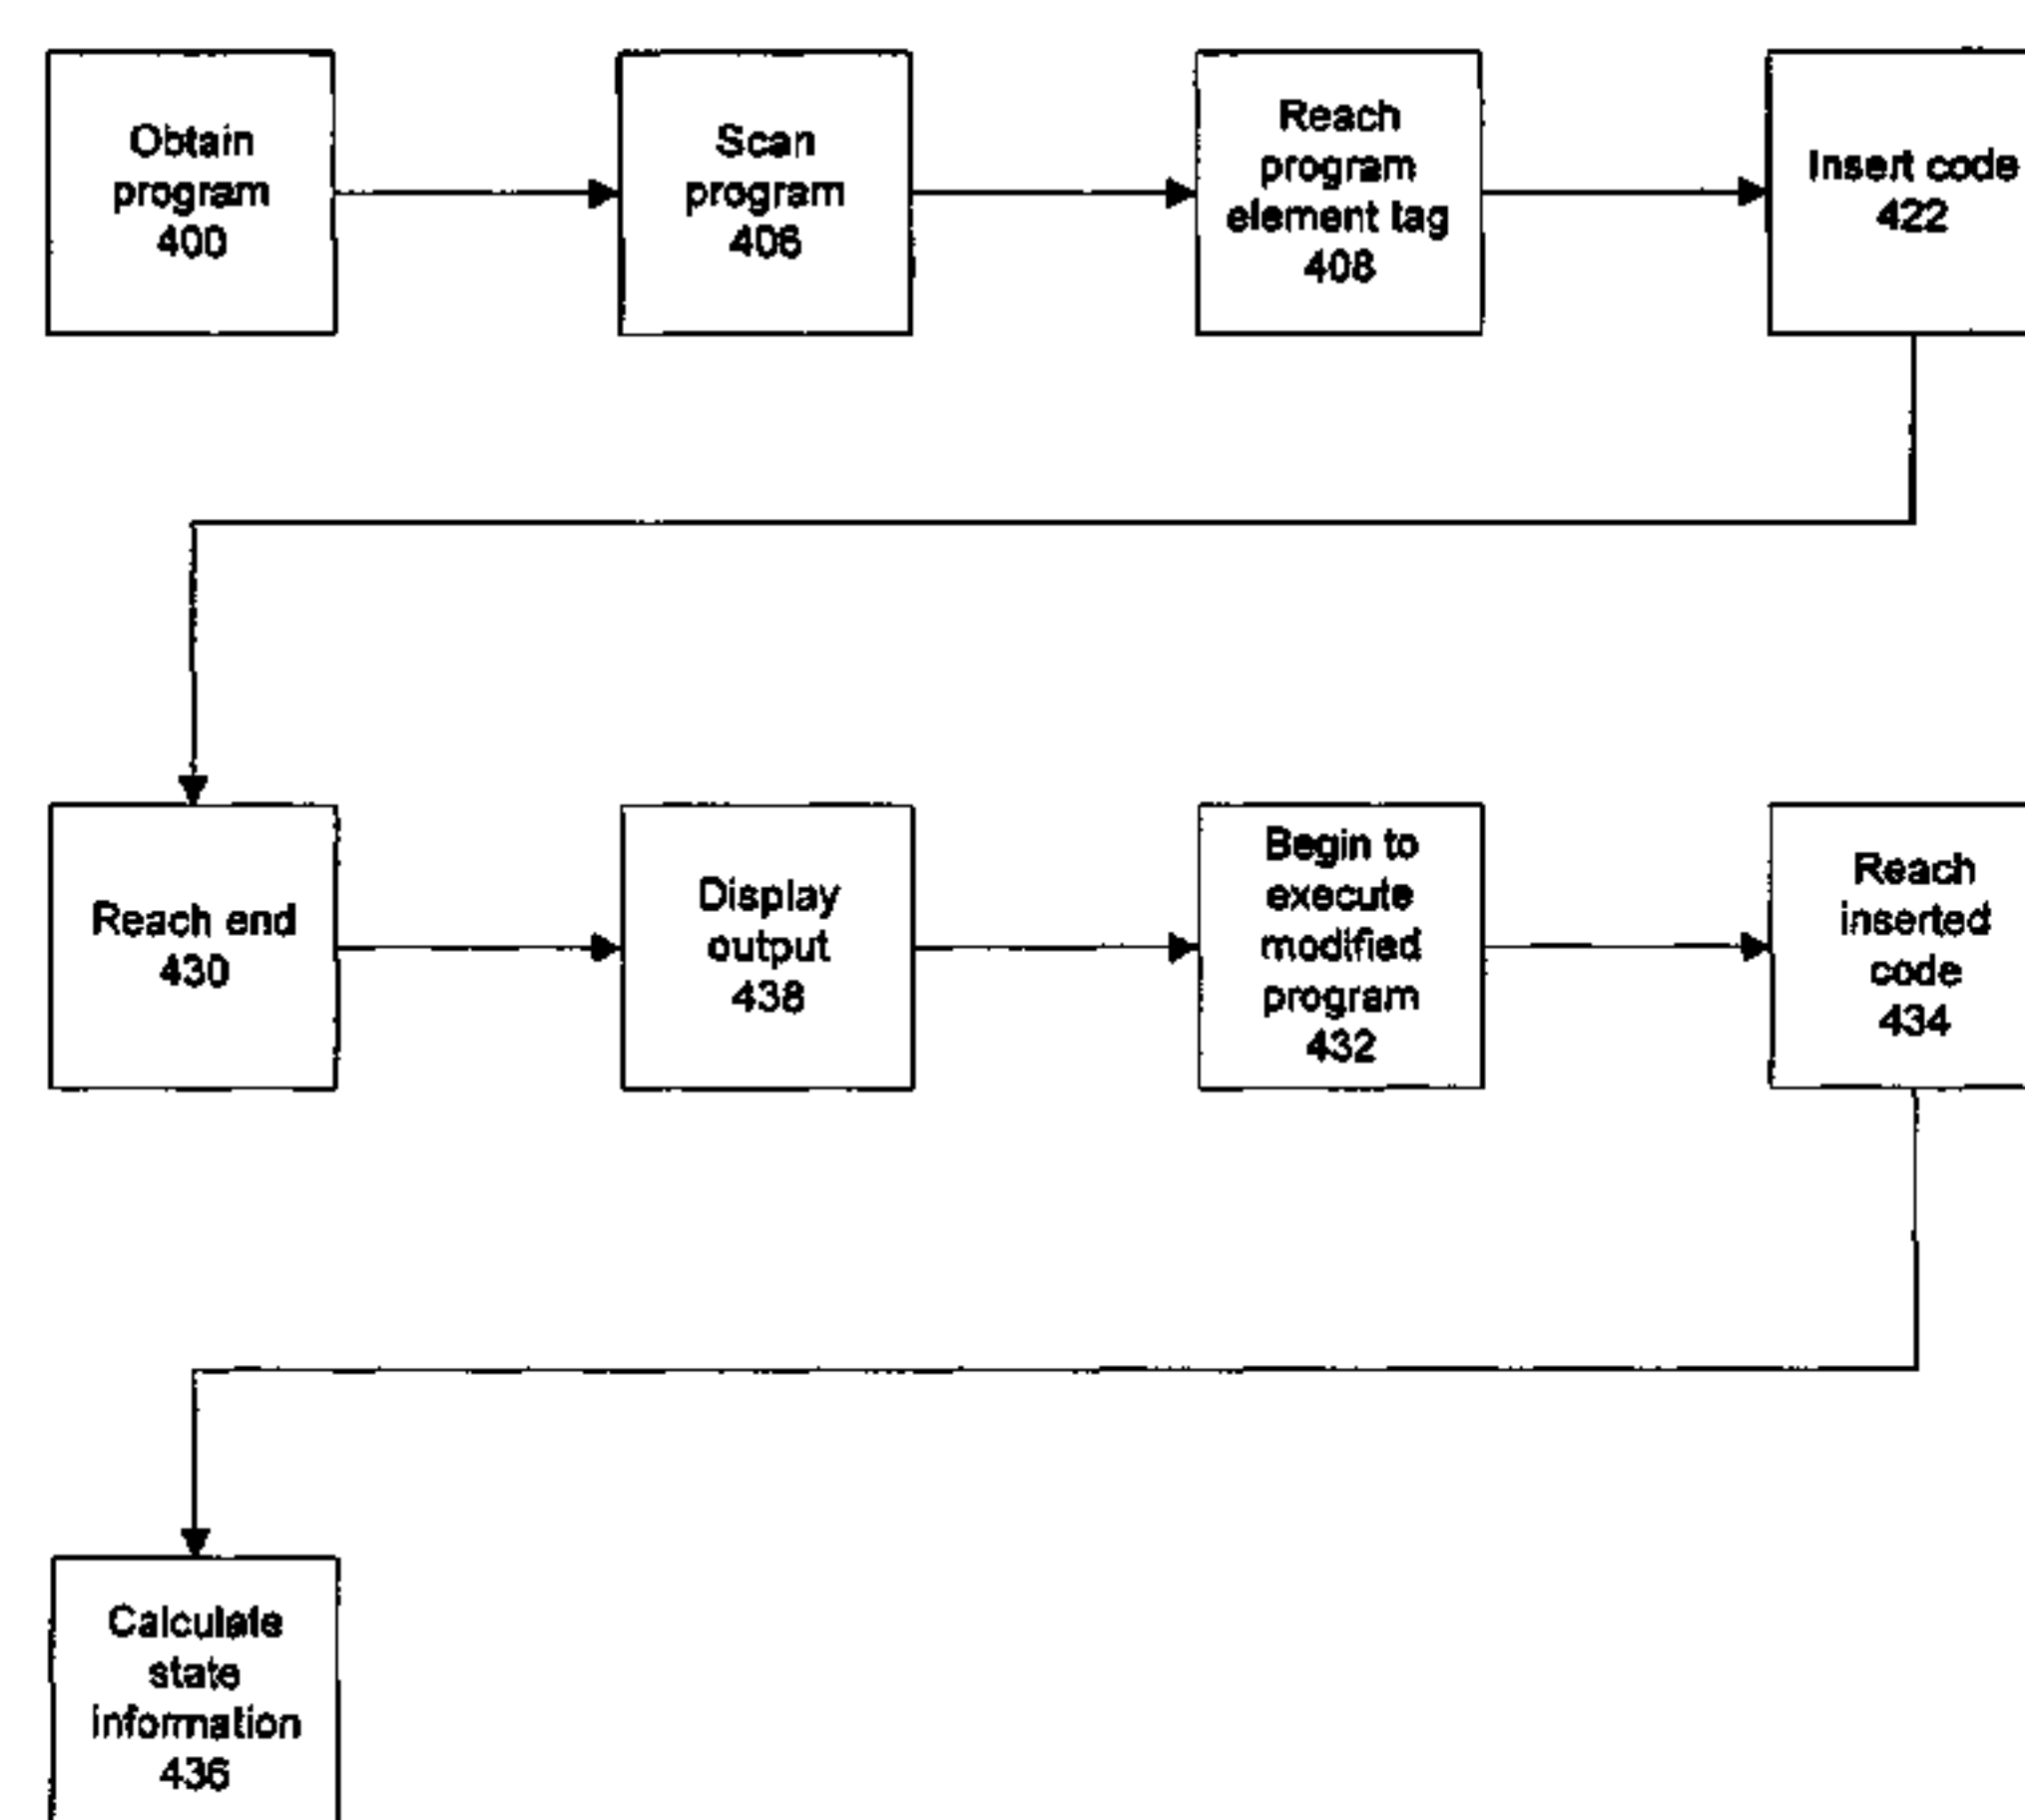 Obtain
program
400
Scan
program
406
Reach
program
element tag
408
Insert code
422
Reach end
430
Display
output
438
Begin to
execute
modified
program
432
Reach
inserted
code
434
Calculate
state
information
436